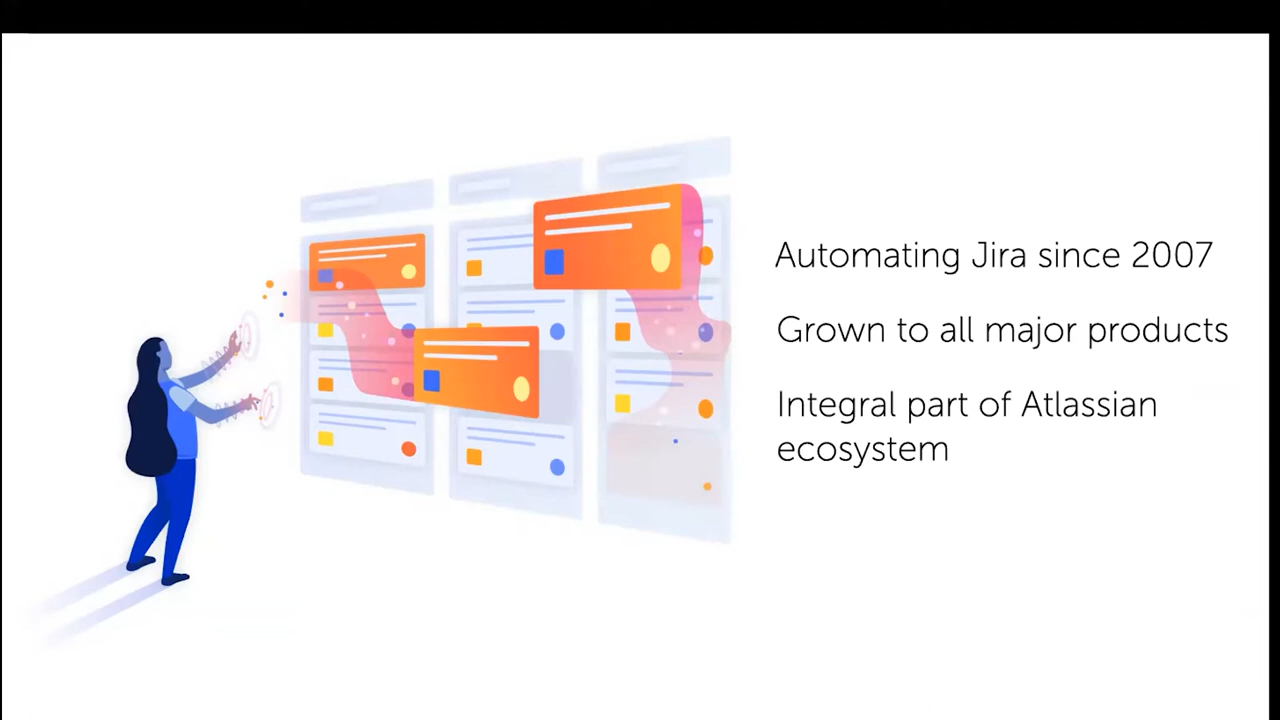 Automating Jira since 2007
Grown to all major products
Integral part of Atlassian
ecosystem